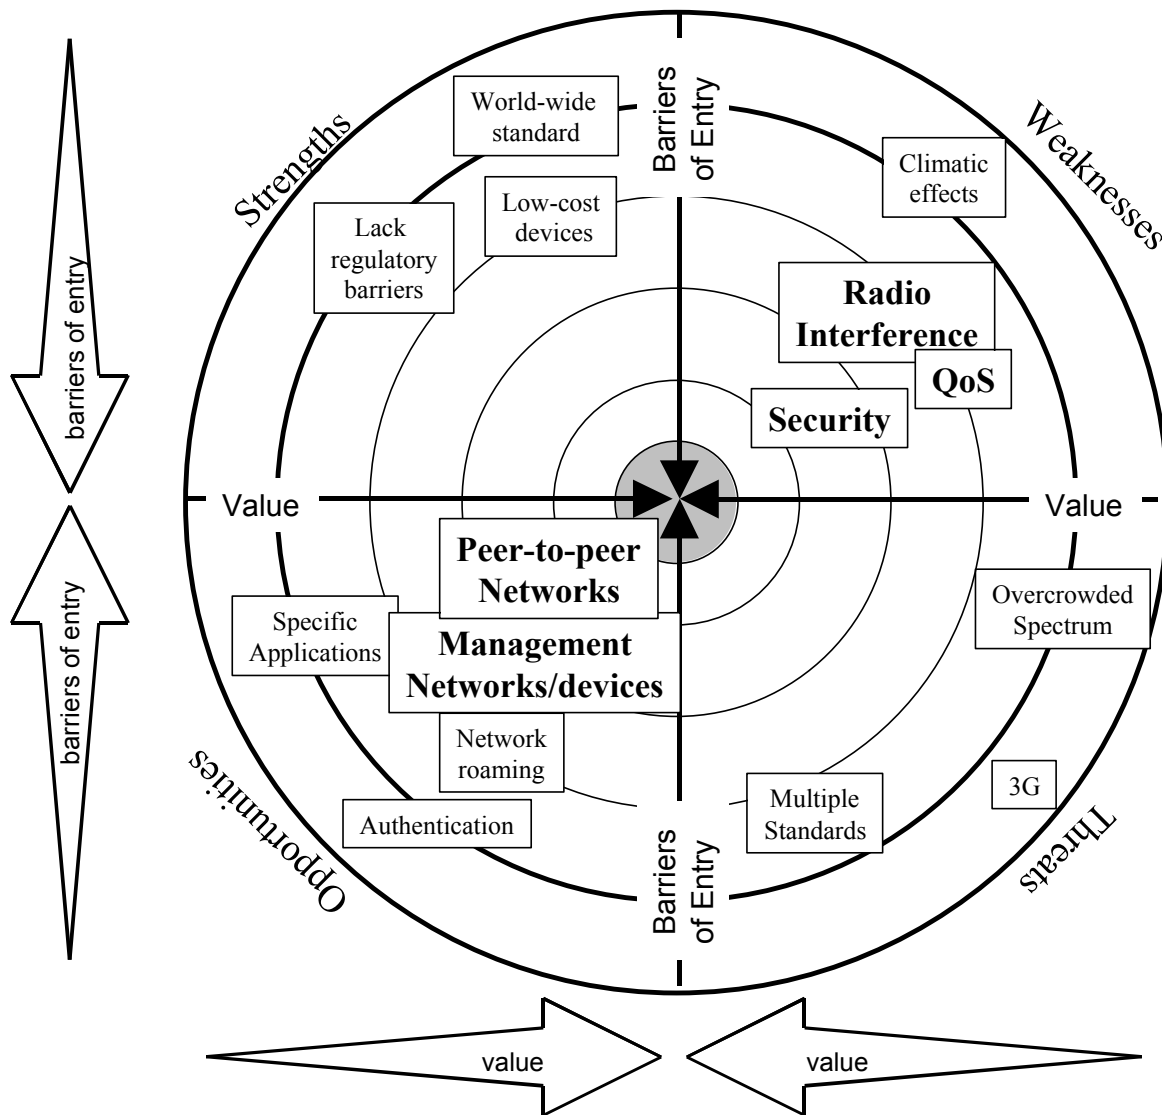 World-wide
standard
Barriers
of Entry
Strengths
Weaknesses
Climatic
effects
Low-cost
devices
Lack
regulatory
barriers
barriers of entry
Radio
Interference
QoS
Security
Value
Value
Peer-to-peer
Networks
Overcrowded
Spectrum
Specific
Applications
Management
Networks/devices
barriers of entry
Network
roaming
3G
Multiple
Standards
Authentication
Opportunities
Threats
Barriers
of Entry
value
value